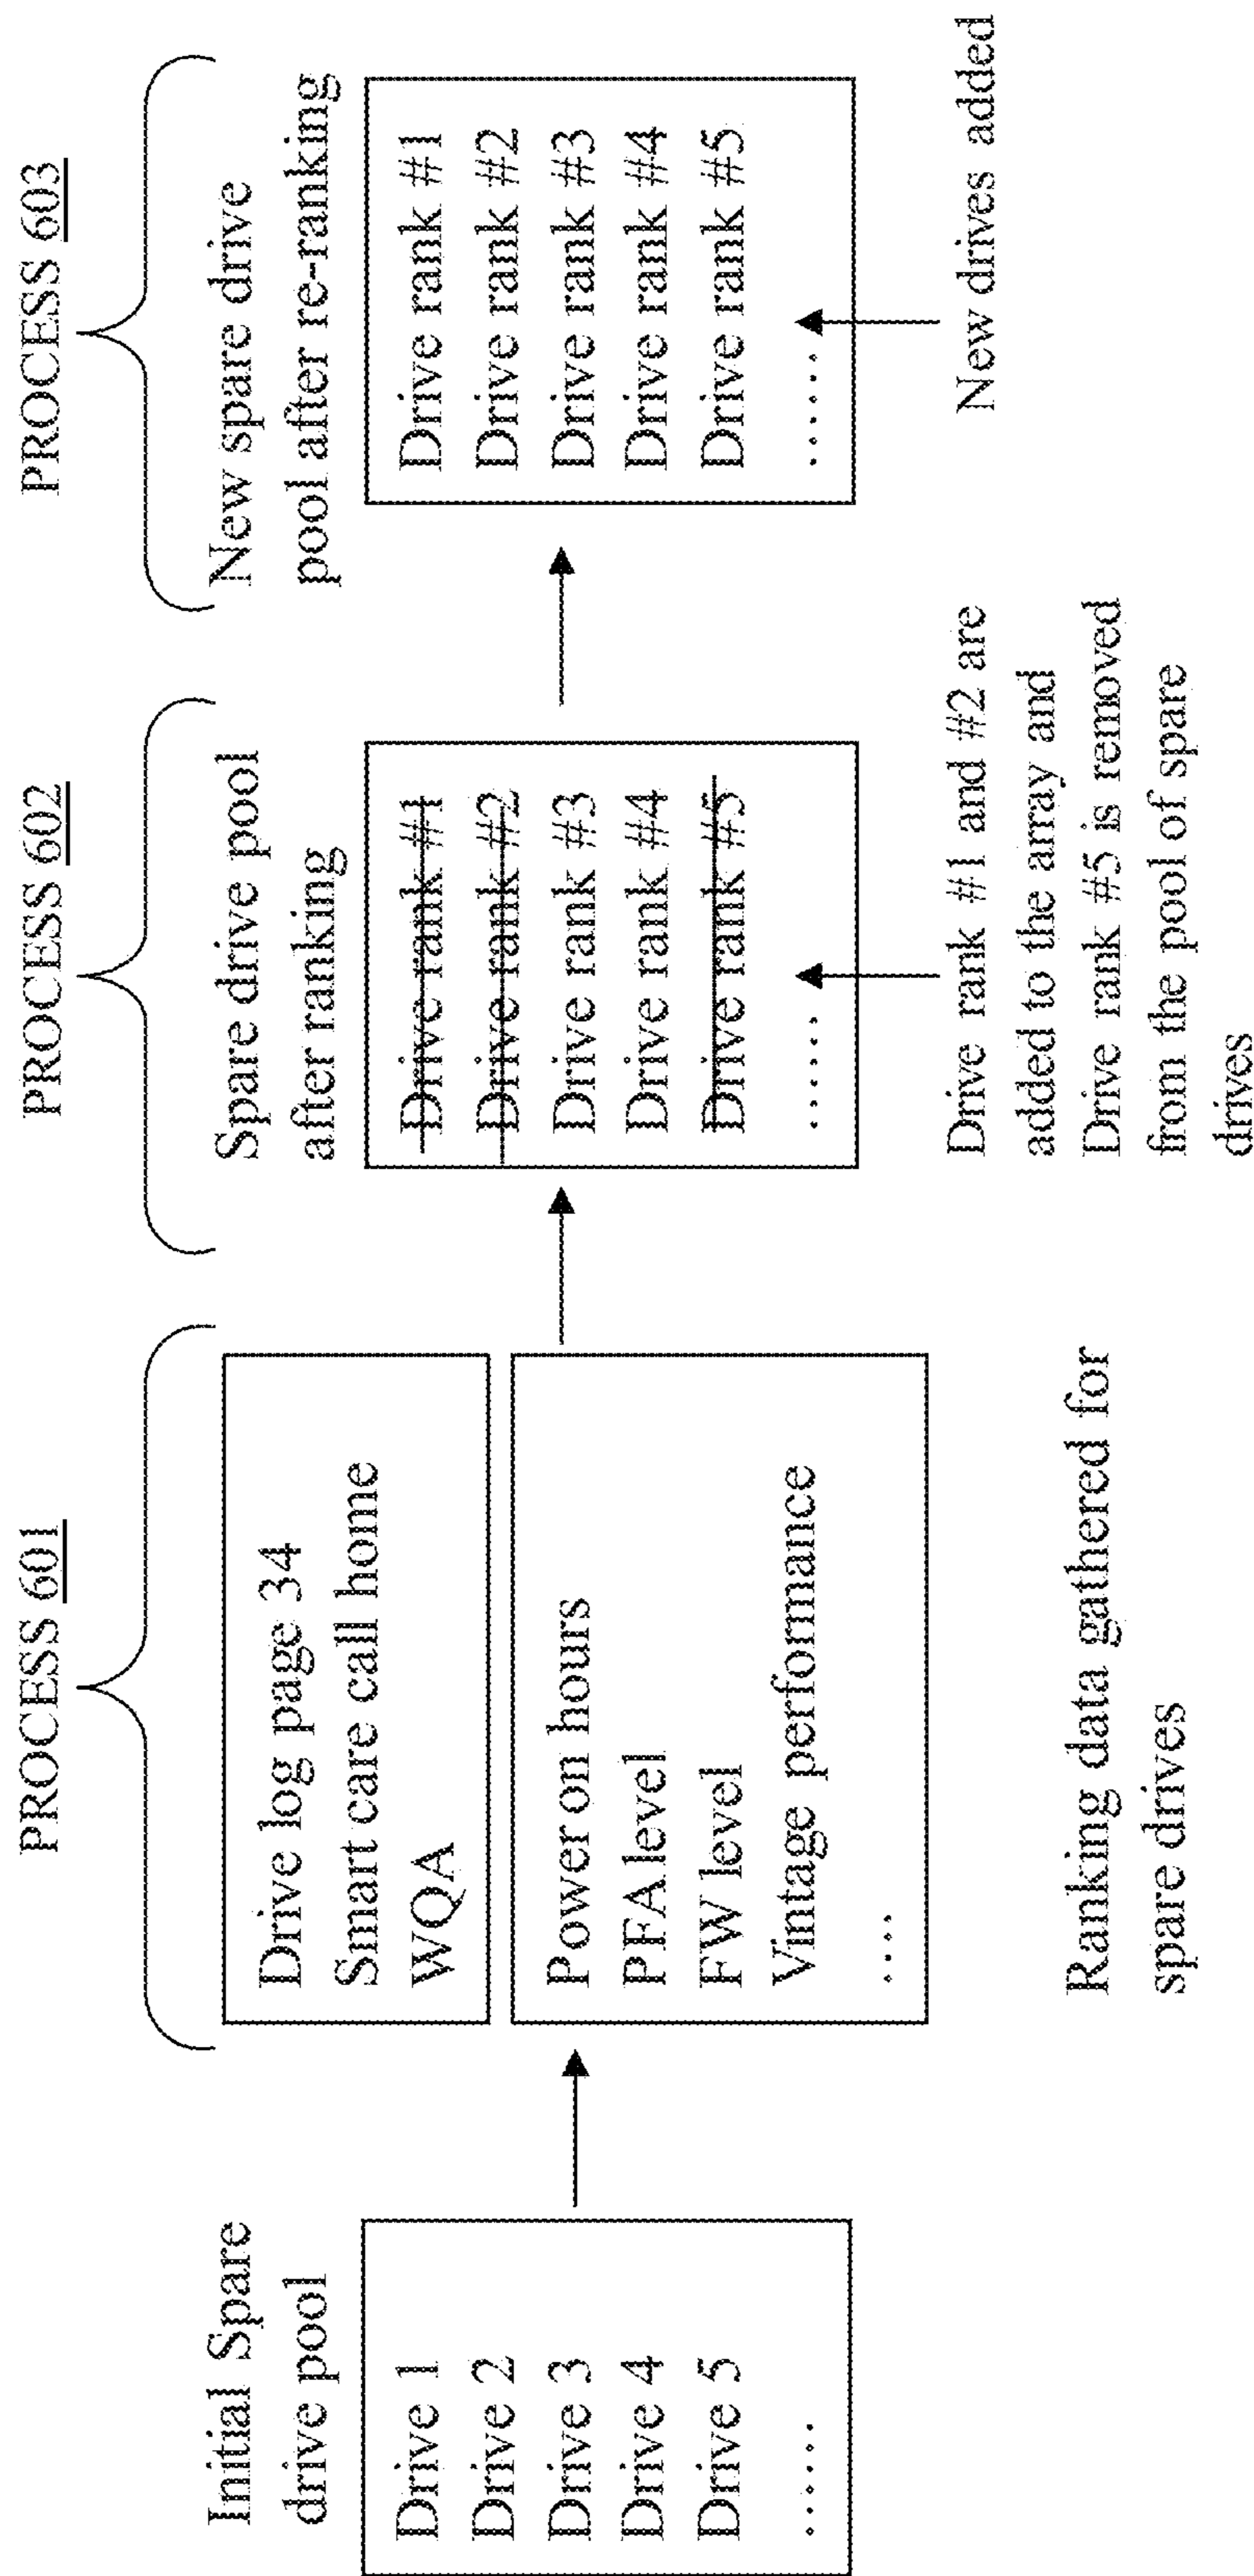 PROCESS 601
PROCESS 602
PROCESS 603
Initial Spare
drive pool
Drive 1
Drive 2
Drive 3
Drive 4
Drive 5
......
Drive log page 34
Smart care call home
WQA
Power on hours
PFA level
FW level
Vintage performance
....
Ranking data gathered for
spare drives
Spare drive pool
after ranking
Drive rank #1
Drive rank #2
Drive rank #3
Drive rank #4
Drive rank #5
......
Drive rank #1 and #2 are
added to the array and
Drive rank #5 is removed
from the pool of spare
drives
New spare drive
pool after re-ranking
Drive rank #1
Drive rank #2
Drive rank #3
Drive rank #4
Drive rank #5
......
New drives added